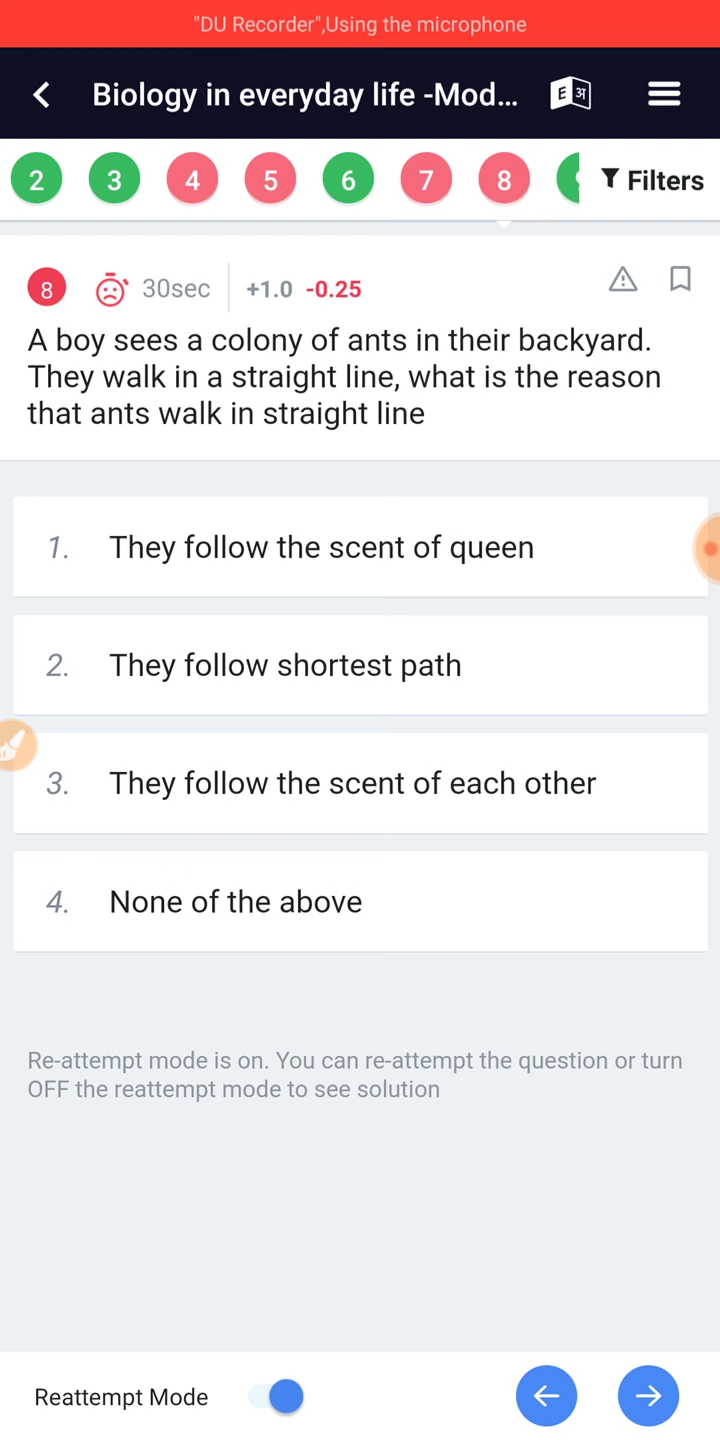 "DU Recorder",Using the microphone
Biology in everyday life -Mod...
E अ
2 3 4 5 6 7 8 Filters
8 30sec +1.0 -0.25
A boy sees a colony of ants in their backyard.
They walk in a straight line, what is the reason
that ants walk in straight line
1. They follow the scent of queen
2. They follow shortest path
3. They follow the scent of each other
4. None of the above
Re-attempt mode is on. You can re-attempt the question or turn
OFF the reattempt mode to see solution
Reattempt Mode